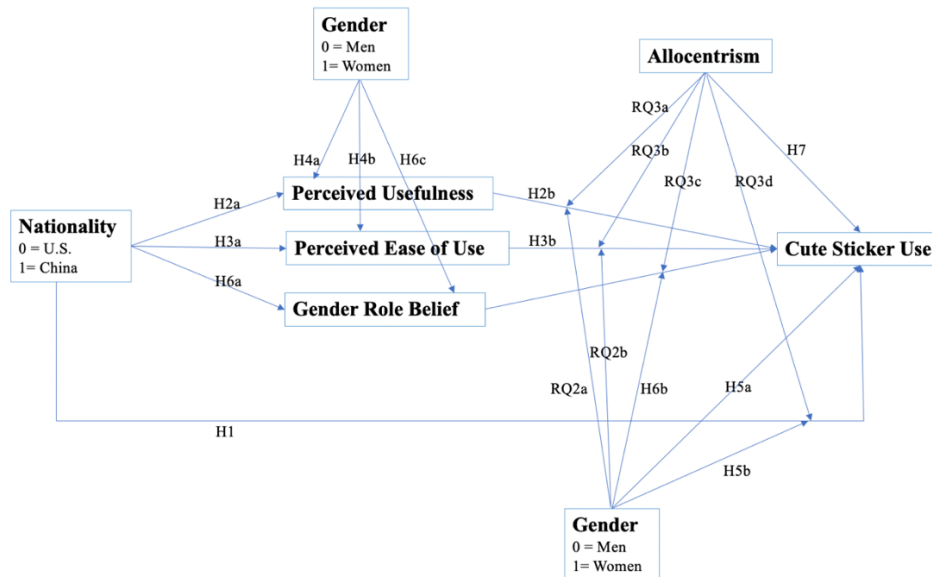 Gender
0 = Men
1= Women
Allocentrism
RQ3a
H7
RQ3b
H4a
H4b
H6c
RQ3c
RQ3d
Perceived Usefulness
H2b
H2a
Nationality
0 = U.S.
1= China
H3a
Perceived Ease of Use
H3b
Cute Sticker Use
H6a
Gender Role Belief
RQ2b
RQ2a
H6b
H5a
H1
H5b
Gender
0 = Men
1= Women